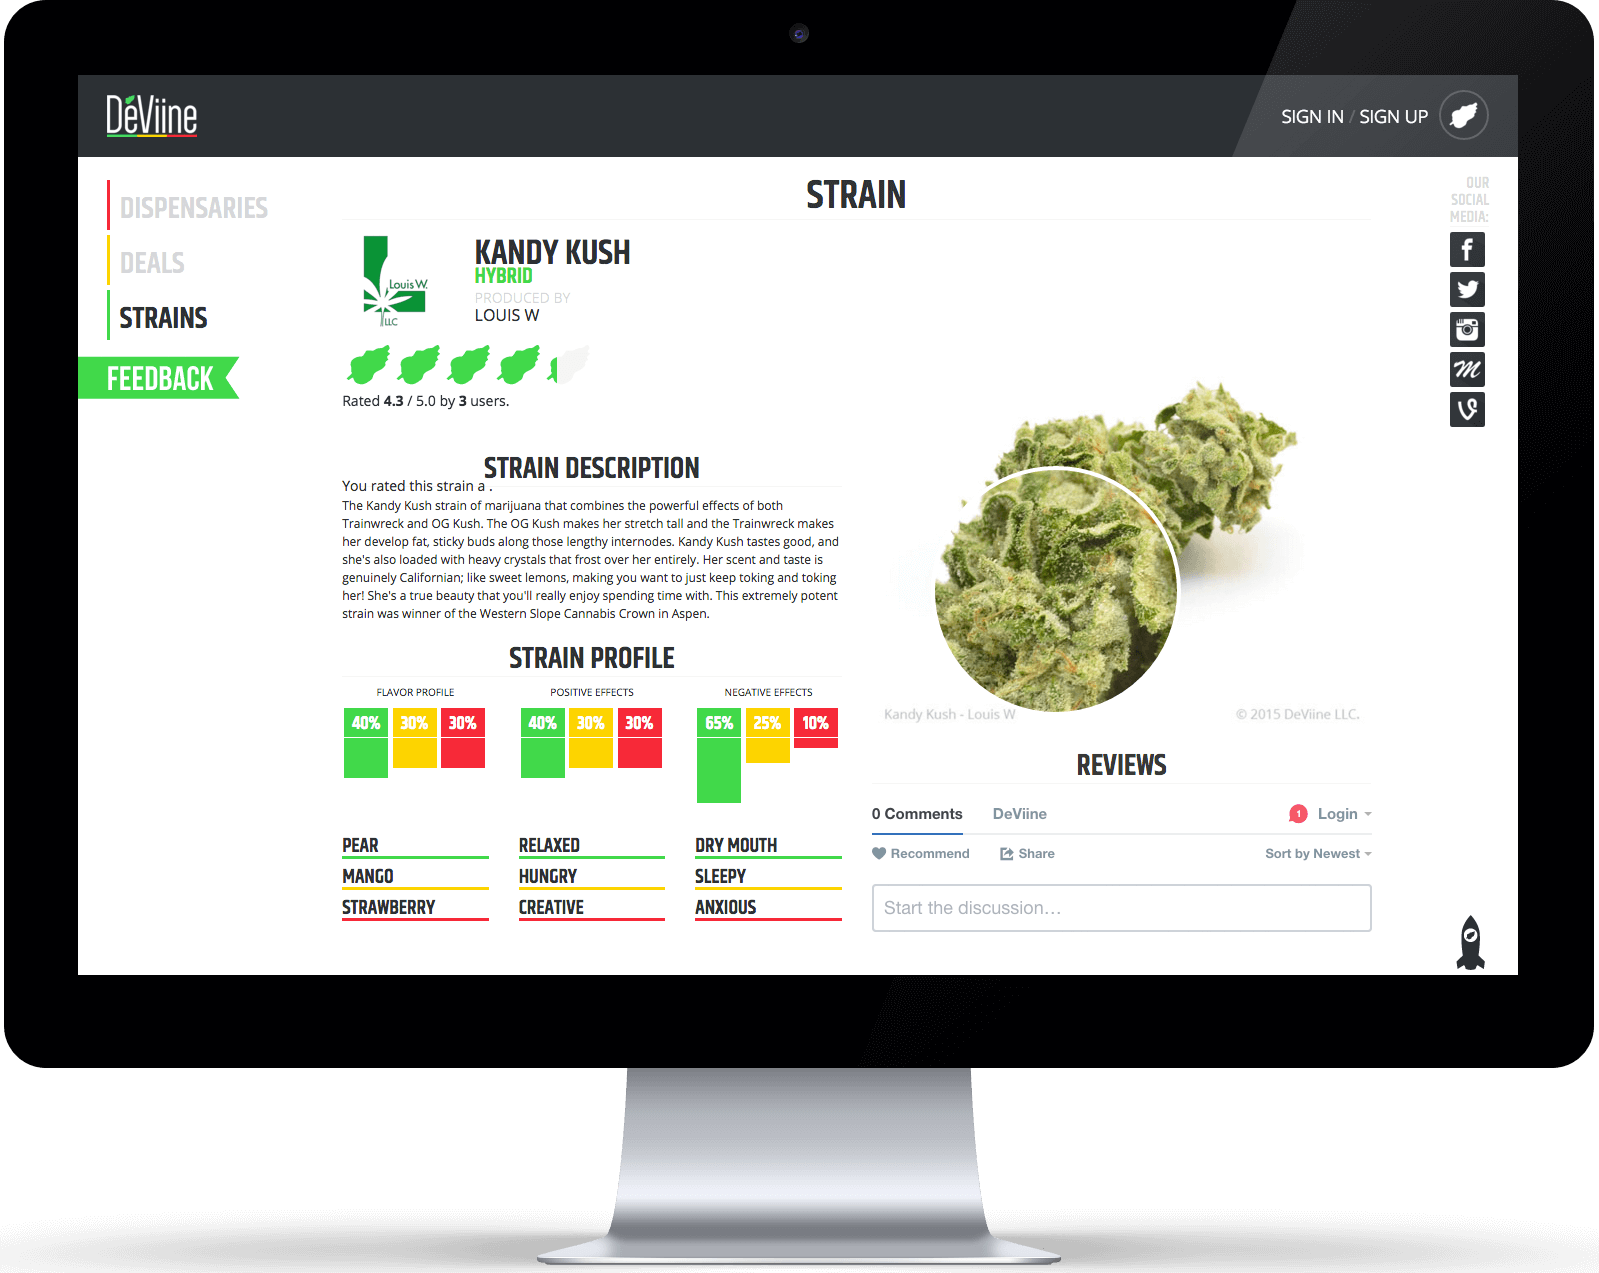 DeViine
SIGN IN / SIGN UP
DISPENSARIES
DEALS
STRAINS
FEEDBACK
STRAIN
Louis W.
LLC
KANDY KUSH
HYBRID
PRODUCED BY
LOUIS W
Rated 4.3 / 5.0 by 3 users.
STRAIN DESCRIPTION
You rated this strain a .
The Kandy Kush strain of marijuana that combines the powerful effects of both
Trainwreck and OG Kush. The OG Kush makes her stretch tall and the Trainwreck makes
her develop fat, sticky buds along those lengthy internodes. Kandy Kush tastes good, and
she's also loaded with heavy crystals that frost over her entirely. Her scent and taste is
genuinely Californian; like sweet lemons, making you want to just keep toking and toking
her! She's a true beauty that you'll really enjoy spending time with. This extremely potent
strain was winner of the Western Slope Cannabis Crown in Aspen.
STRAIN PROFILE
FLAVOR PROFILE
40% 30% 30%
PEAR
MANGO
STRAWBERRY
POSITIVE EFFECTS
40% 30% 30%
RELAXED
HUNGRY
CREATIVE
NEGATIVE EFFECTS
65% 25% 10%
DRY MOUTH
SLEEPY
ANXIOUS
Kandy Kush - Louis W
© 2015 DeViine LLC.
REVIEWS
0 Comments DeViine 1 Login
Recommend Share Sort by Newest
Start the discussion...
OUR
SOCIAL
MEDIA: